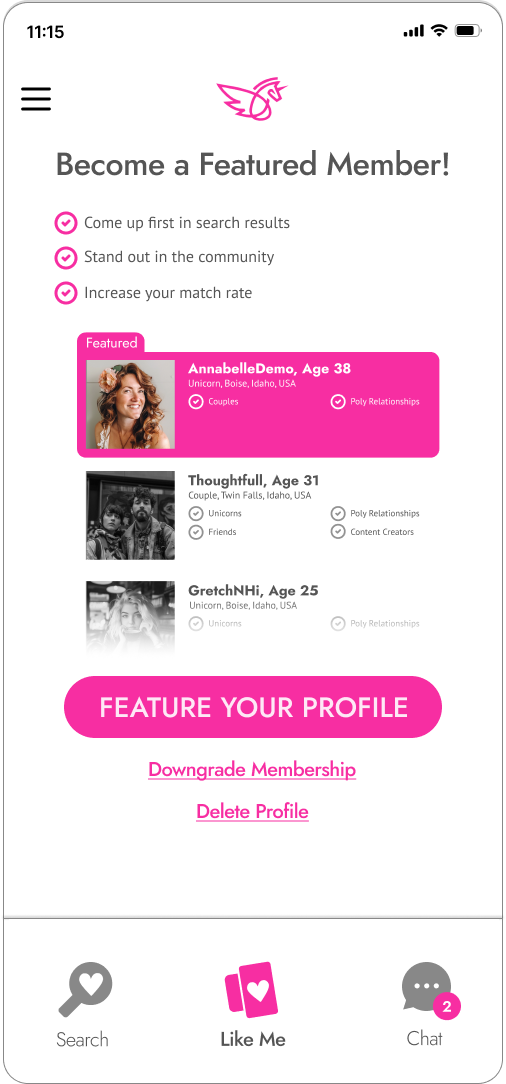 11:15
Become a Featured Member!
Come up first in search results
Stand out in the community
Increase your match rate
Featured
AnnabelleDemo, Age 38
Unicorn, Boise, Idaho, USA
Couples Poly Relationships
Thoughtfull, Age 31
Couple, Twin Falls, Idaho, USA
Unicorns Poly Relationships
Friends Content Creators
GretchNHi, Age 25
Unicorn, Boise, Idaho, USA
Unicorns Poly Relationships
FEATURE YOUR PROFILE
Downgrade Membership
Delete Profile
2
Search Like Me Chat